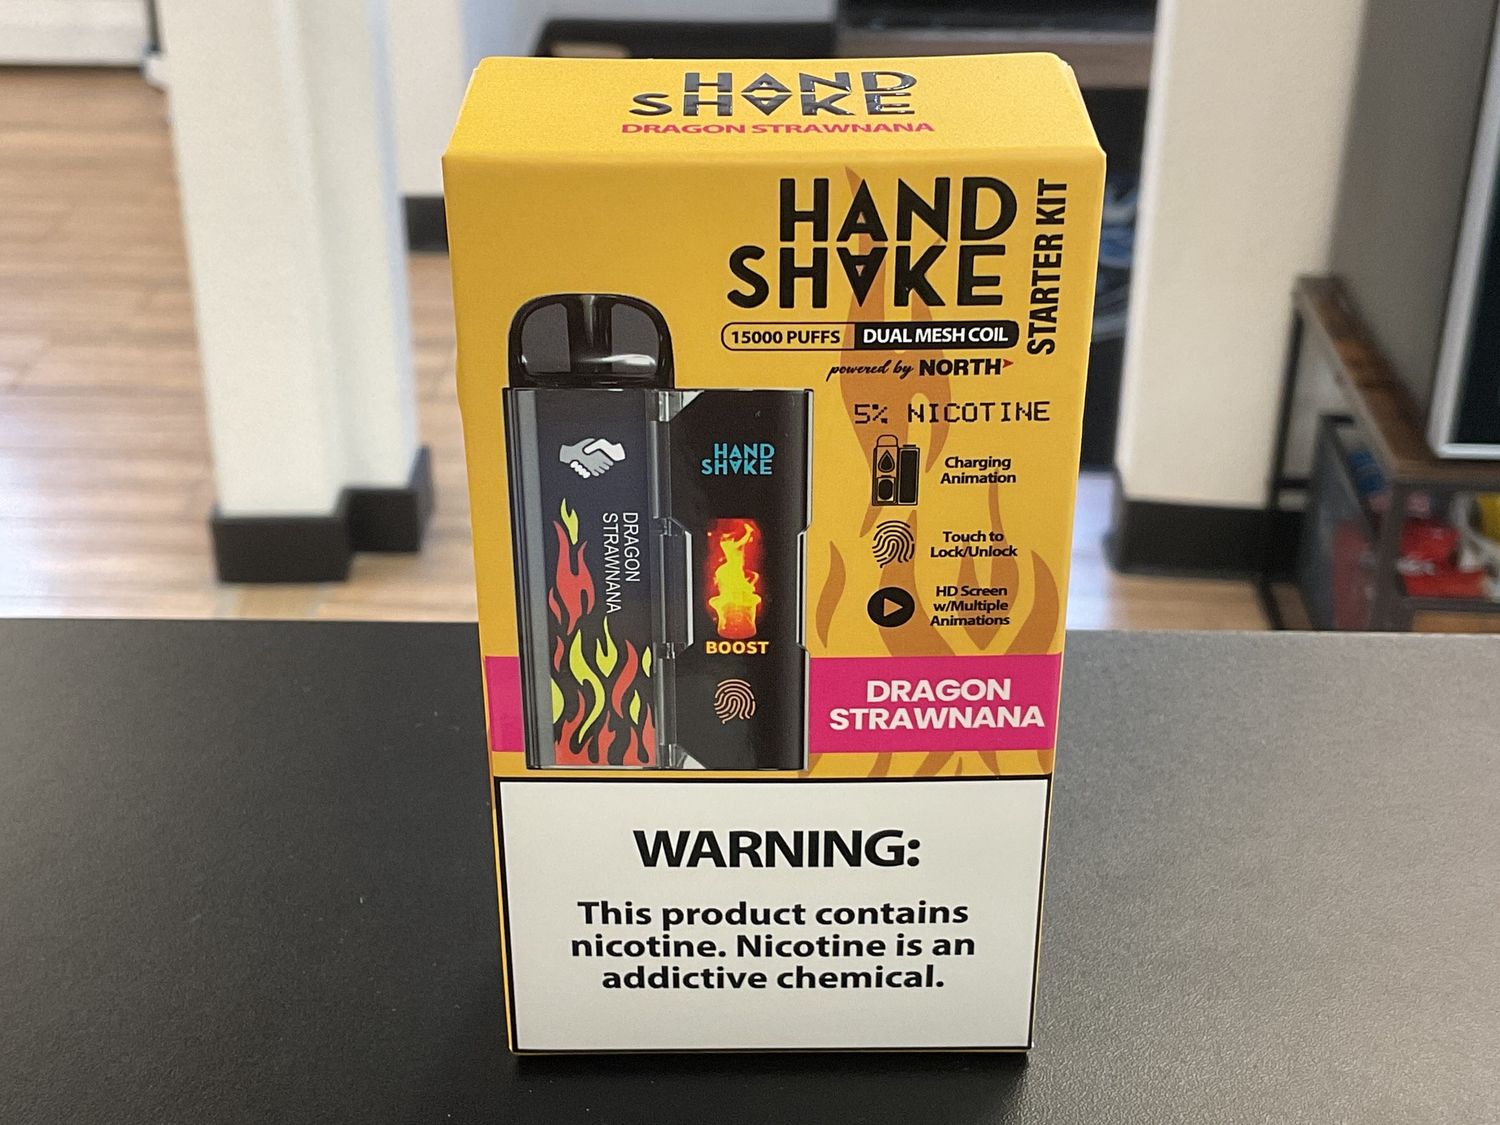 HAND
SHAKE
DRAGON STRAWNANA
HAND
SHAKE
STARTER KIT
15000 PUFFS DUAL MESH COIL
powered by NORTH
5% NICOTINE
Charging
Animation
Touch to
Lock/Unlock
HD Screen
w/Multiple
Animations
HAND
SHAKE
DRAGON
STRAWNANA
BOOST
DRAGON
STRAWNANA
WARNING:
This product contains
nicotine. Nicotine is an
addictive chemical.